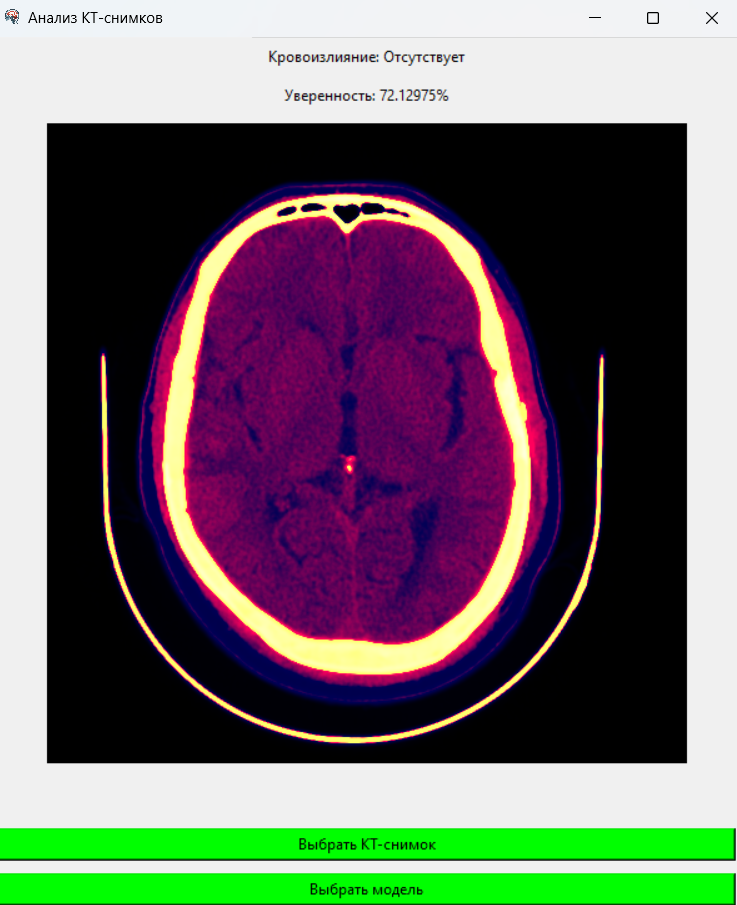 Анализ КТ-снимков
Кровоизлияние: Отсутствует
Уверенность: 72.12975%
Выбрать КТ-снимок
Выбрать модель